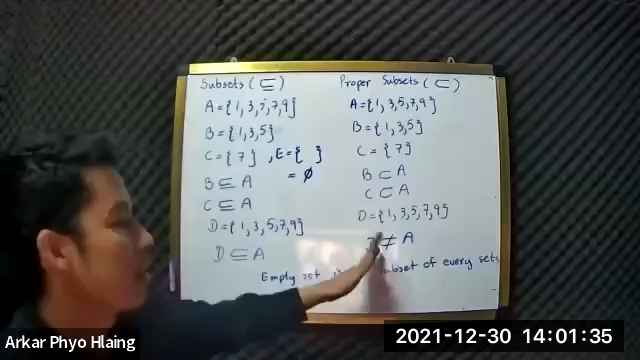 Subsets (⊆)
A = {1, 3, 5, 7, 9}
B = {1, 3, 5}
C = {7} , E = { }
= ∅
B ⊆ A
C ⊆ A
D = {1, 3, 5, 7, 9}
D ⊆ A
Proper Subsets (⊂)
A = {1, 3, 5, 7, 9}
B = {1, 3, 5}
C = {7}
B ⊂ A
C ⊂ A
D = {1, 3, 5, 7, 9}
≠ A
Empty set subset of every sets
Arkar Phyo Hlaing
2021-12-30 14:01:35